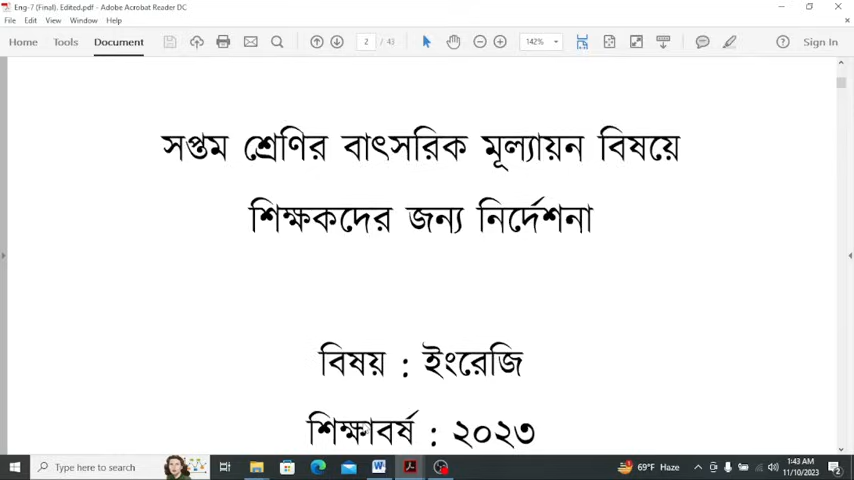 Eng-7 (Final). Edited.pdf - Adobe Acrobat Reader DC
File Edit View Window Help
Home Tools Document 2 / 43 142% Sign In
সপ্তম শ্রেণির বাৎসরিক মূল্যায়ন বিষয়ে
শিক্ষকদের জন্য নির্দেশনা
বিষয় : ইংরেজি
শিক্ষাবর্ষ : ২০২৩
Type here to search 69°F Haze 1:43 AM
11/10/2023 2